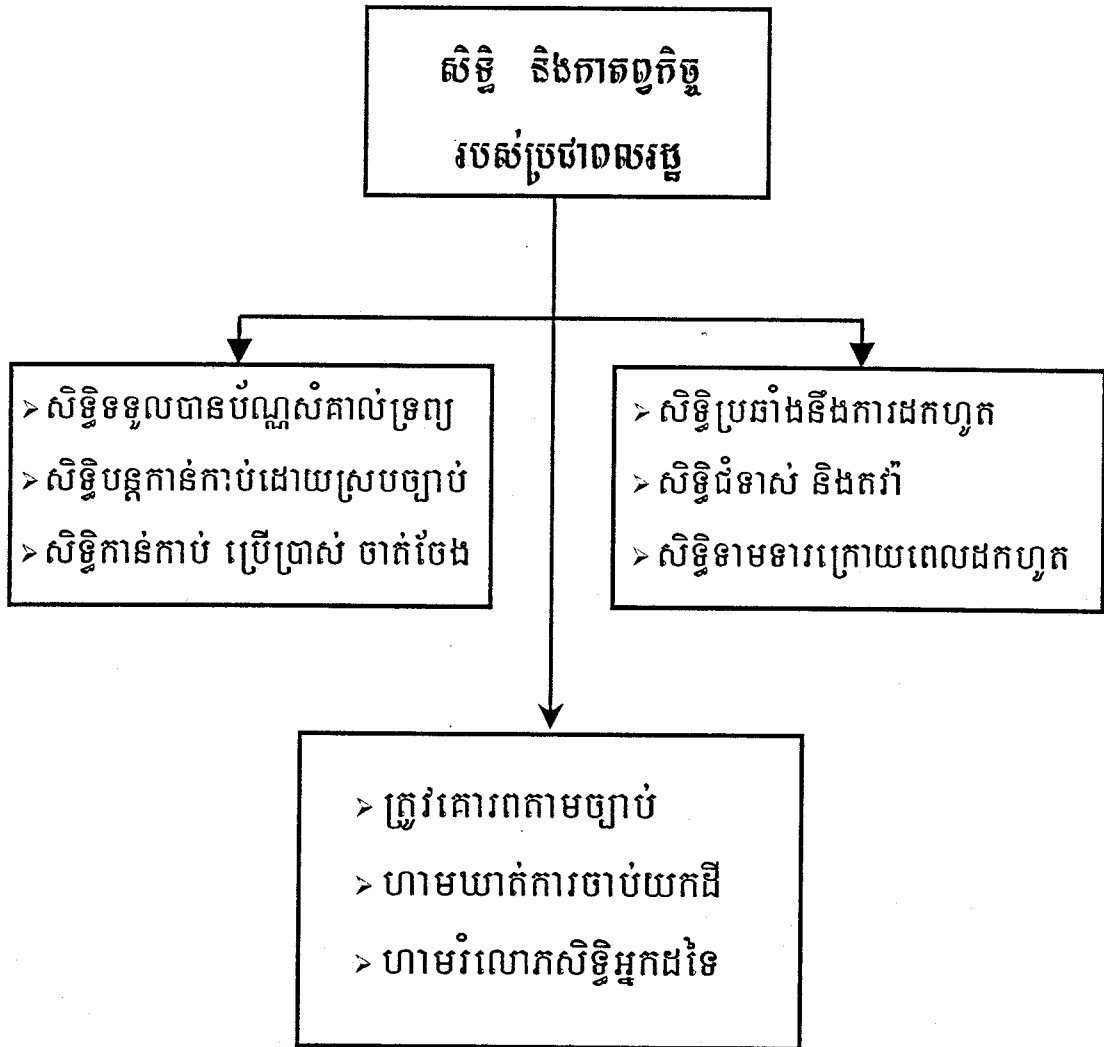 សិទ្ធិ និងកាតព្វកិច្ច
របស់ប្រជាពលរដ្ឋ
➢ សិទ្ធិទទួលបានប័ណ្ណសំគាល់ទ្រព្យ
➢ សិទ្ធិបន្តកាន់កាប់ដោយស្របច្បាប់
➢ សិទ្ធិកាន់កាប់ ប្រើប្រាស់ ចាត់ចែង
➢ សិទ្ធិប្រឆាំងនឹងការដកហូត
➢ សិទ្ធិជំទាស់ និងតវ៉ា
➢ សិទ្ធិទាមទារក្រោយពេលដកហូត
➢ ត្រូវគោរពតាមច្បាប់
➢ ហាមឃាត់ការចាប់យកដី
➢ ហាមរំលោភសិទ្ធិអ្នកដទៃ